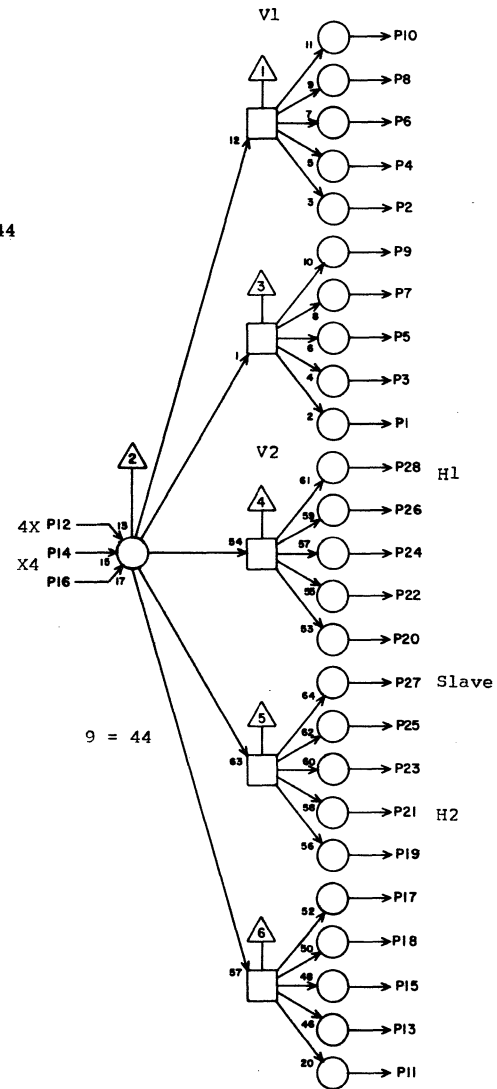 V1
11 P10
1
9 P8
7 P6
12
5 P4
3 P2
44
10 P9
3
8 P7
6 P5
1
4 P3
2 P1
V2
61 P28 H1
2
4
59 P26
4X P12 13
54 57 P24
X4 P14 15
P16 17
55 P22
53 P20
64 P27 Slave
5
62 P25
9 = 44
63 60 P23
58 P21 H2
56 P19
52 P17
6
50 P18
57 48 P15
46 P13
20 P11